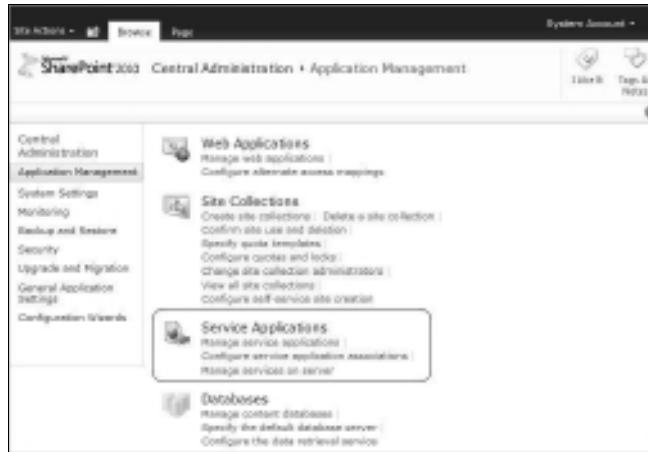 Site Actions
Browse
Page
System Account
SharePoint 2010
Central Administration
Application Management
I Like It
Tags &
Notes
Central
Administration
Application Management
System Settings
Monitoring
Backup and Restore
Security
Upgrade and Migration
General Application
Settings
Configuration Wizards
Web Applications
Manage web applications |
Configure alternate access mappings
Site Collections
Create site collections | Delete a site collection |
Confirm site use and deletion |
Specify quota templates |
Configure quotas and locks |
Change site collection administrators |
View all site collections |
Configure self-service site creation
Service Applications
Manage service applications |
Configure service application associations |
Manage services on server
Databases
Manage content databases |
Specify the default database server |
Configure the data retrieval service